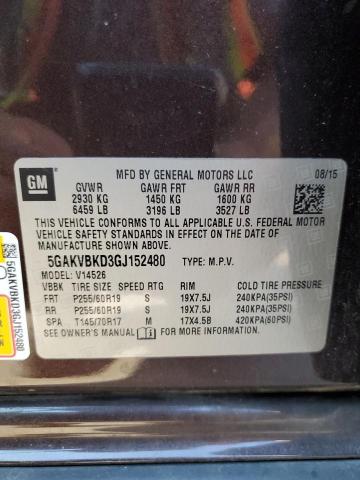 GM
MFD BY GENERAL MOTORS LLC 08/15
GVWR GAWR FRT GAWR RR
2930 KG 1450 KG 1600 KG
6459 LB 3196 LB 3527 LB
THIS VEHICLE CONFORMS TO ALL APPLICABLE U.S. FEDERAL MOTOR
VEHICLE SAFETY STANDARDS IN EFFECT ON THE DATE OF
MANUFACTURE SHOWN ABOVE.
5GAKVBKD3GJ152480 TYPE: M.P.V.
MODEL: V14526
VBBK TIRE SIZE SPEED RTG RIM COLD TIRE PRESSURE
FRT P255/60R19 S 19X7.5J 240KPA(35PSI)
RR P255/60R19 S 19X7.5J 240KPA(35PSI)
SPA T145/70R17 M 17X4.5B 420KPA(60PSI)
SEE OWNER'S MANUAL FOR MORE INFORMATION.
5GAKVBKD3GJ152480